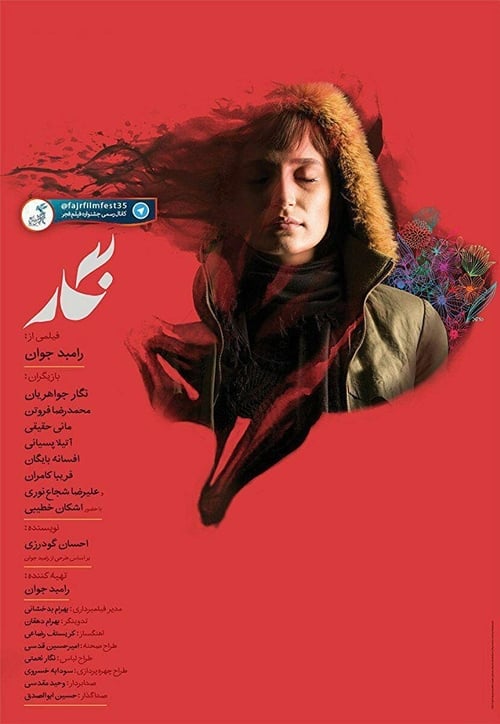 @fajrfilmfest35
کانال رسمی جشنواره فیلم فجر
نگار
فیلمی از:
رامبد جوان
بازیگران:
نگار جواهریان
محمدرضا فروتن
مانی حقیقی
آتیلا پسیانی
افسانه بایگان
فریبا کامران
و علیرضا شجاع نوری
با حضور اشکان خطیبی
نویسنده:
احسان گودرزی
بر اساس طرحی از رامبد جوان
تهیه کننده:
رامبد جوان
مدیر فیلمبرداری: بهرام بدخشانی
تدوینگر: بهرام دهقان
آهنگساز: کریستف رضاعی
طراح صحنه: امیرحسین قدسی
طراح لباس: نگار نعمتی
طراح چهره پردازی: سودابه خسروی
صدابردار: وحید مقدسی
صداگذار: حسین ابوالصدق